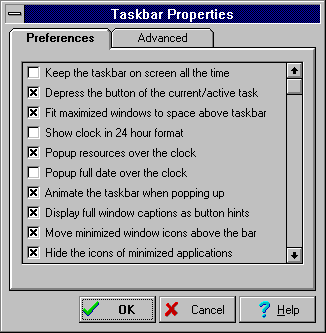 Taskbar Properties
Preferences
Advanced
Keep the taskbar on screen all the time
Depress the button of the current/active task
Fit maximized windows to space above taskbar
Show clock in 24 hour format
Popup resources over the clock
Popup full date over the clock
Animate the taskbar when popping up
Display full window captions as button hints
Move minimized window icons above the bar
Hide the icons of minimized applications
OK
Cancel
? Help